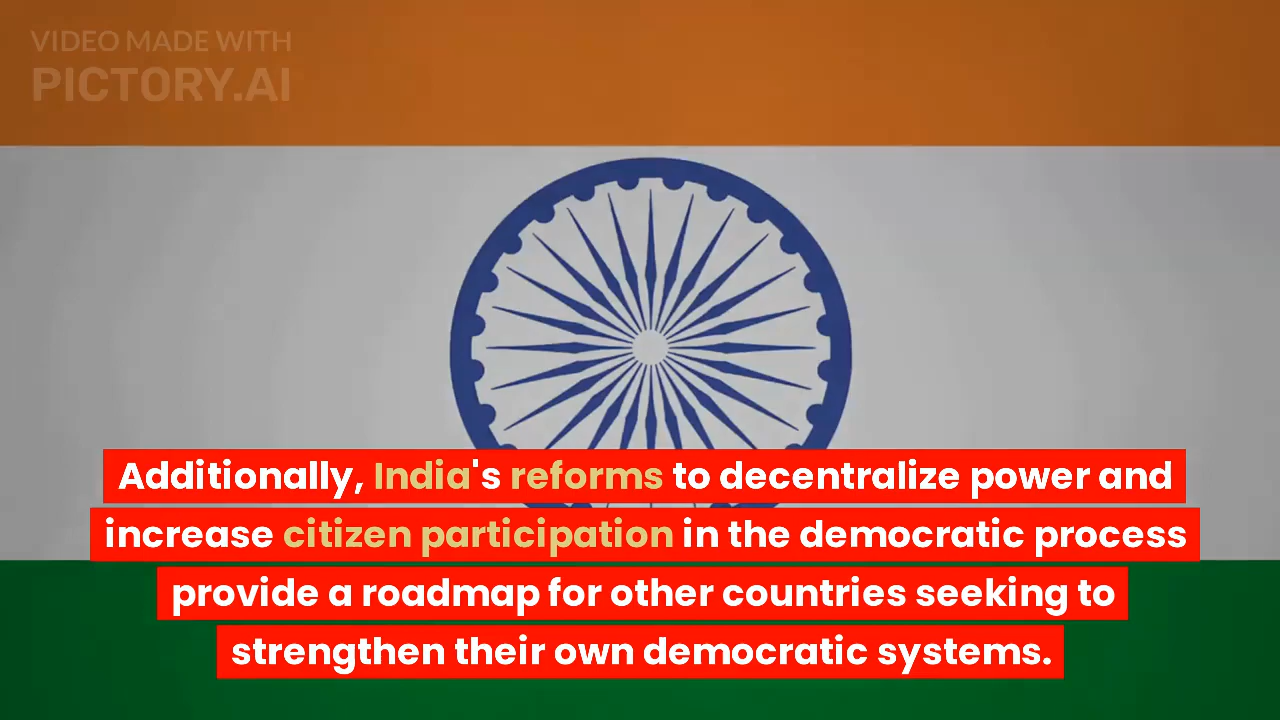 VIDEO MADE WITH
PICTORY.AI
Additionally, India's reforms to decentralize power and
increase citizen participation in the democratic process
provide a roadmap for other countries seeking to
strengthen their own democratic systems.